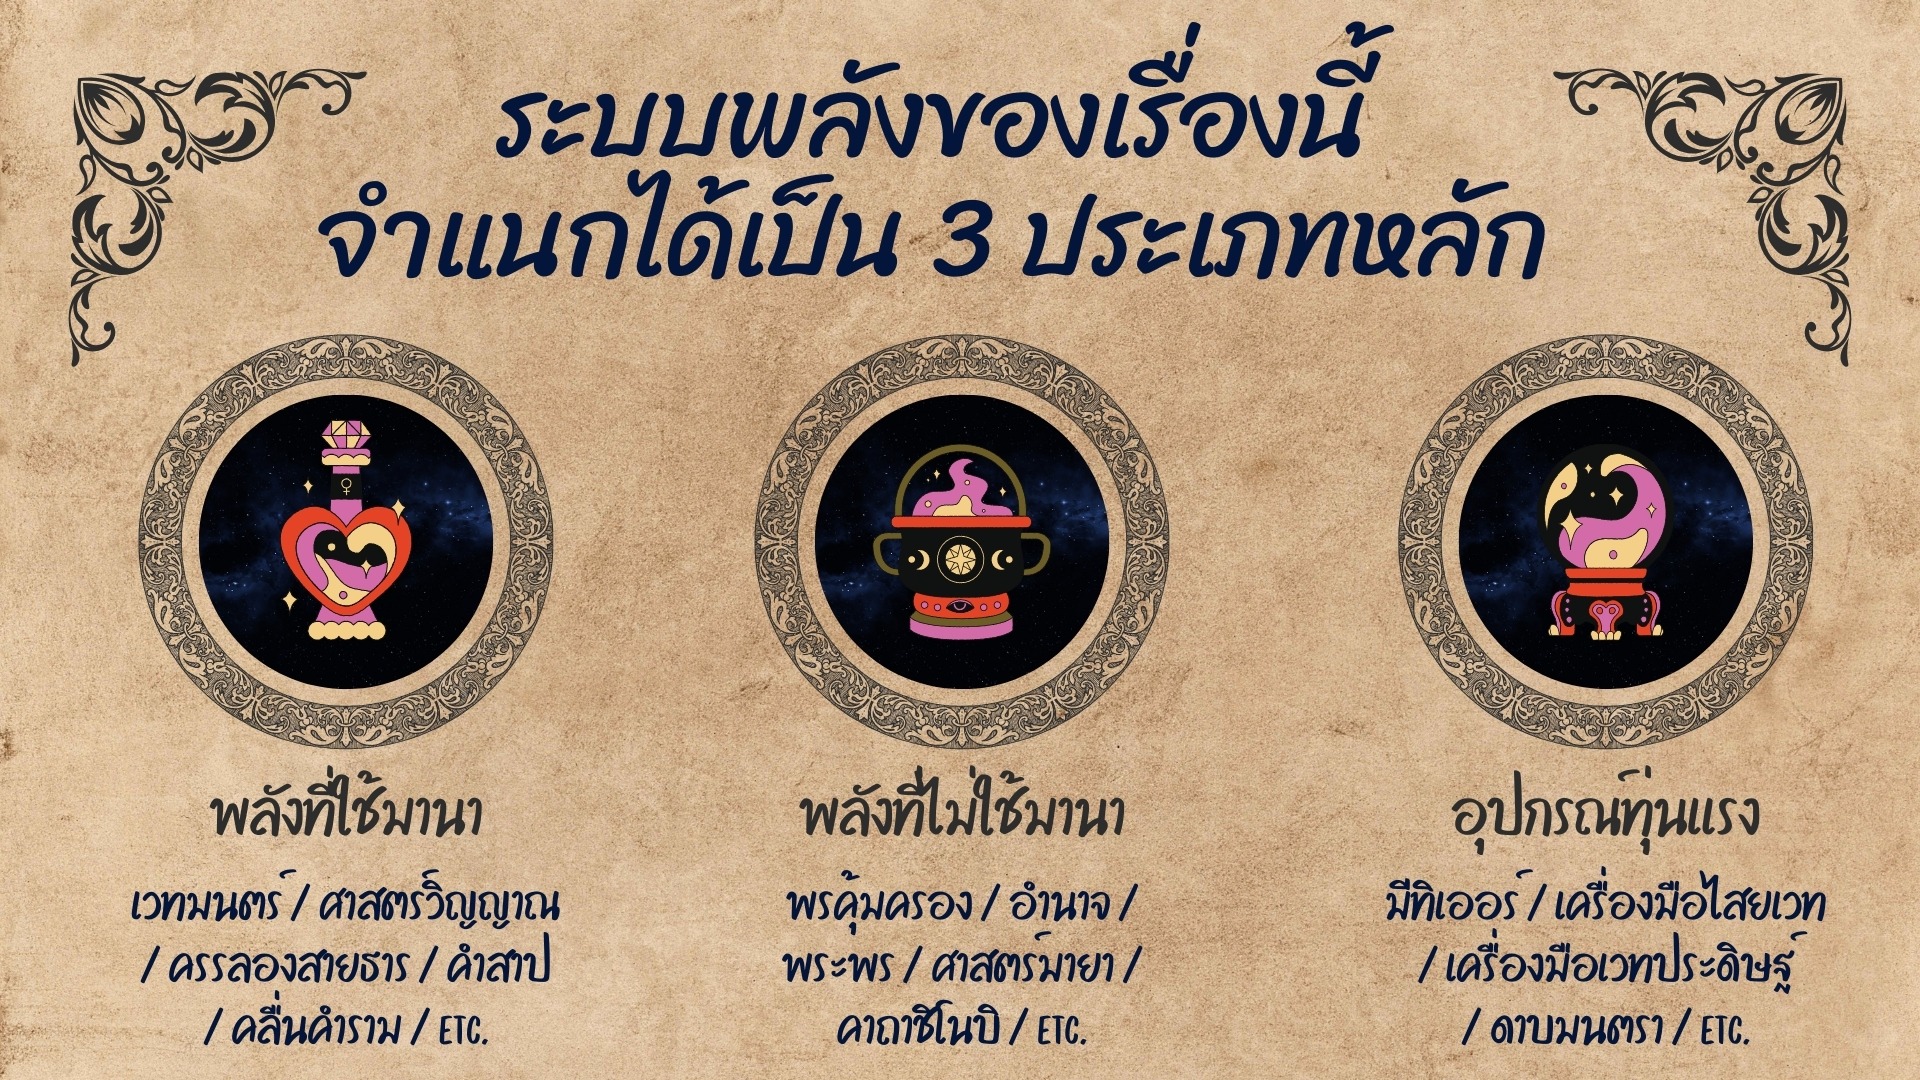 ระบบพลังของเรื่องนี้
จำแนกได้เป็น 3 ประเภทหลัก
พลังที่ใช้มานา
เวทมนตร์ / ศาสตร์วิญญาณ
/ ครรลองสายธาร / คำสาป
/ คลื่นคำราม / ETC.
พลังที่ไม่ใช้มานา
พรคุ้มครอง / อำนาจ /
พระพร / ศาสตร์มายา /
คาถาชิโนบิ / ETC.
อุปกรณ์ทุ่นแรง
มีทิเออร์ / เครื่องมือไสยเวท
/ เครื่องมือเวทประดิษฐ์
/ ดาบมนตรา / ETC.